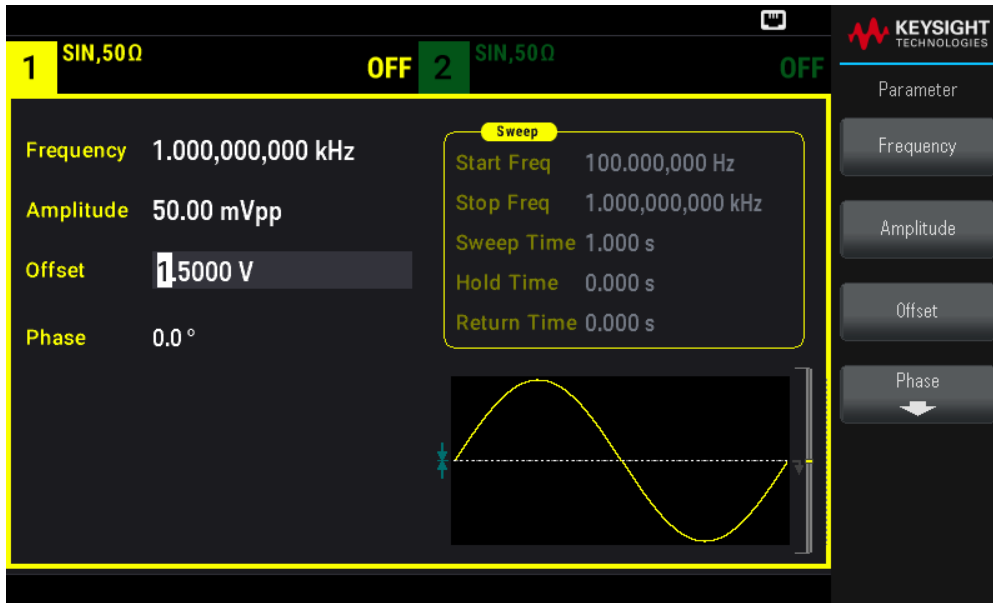 KEYSIGHT
TECHNOLOGIES
1 SIN,50Ω OFF 2 SIN,50Ω OFF
Parameter
Frequency 1.000,000,000 kHz
Amplitude 50.00 mVpp
Offset 1.5000 V
Phase 0.0 °
Sweep
Start Freq 100.000,000 Hz
Stop Freq 1.000,000,000 kHz
Sweep Time 1.000 s
Hold Time 0.000 s
Return Time 0.000 s
Frequency
Amplitude
Offset
Phase